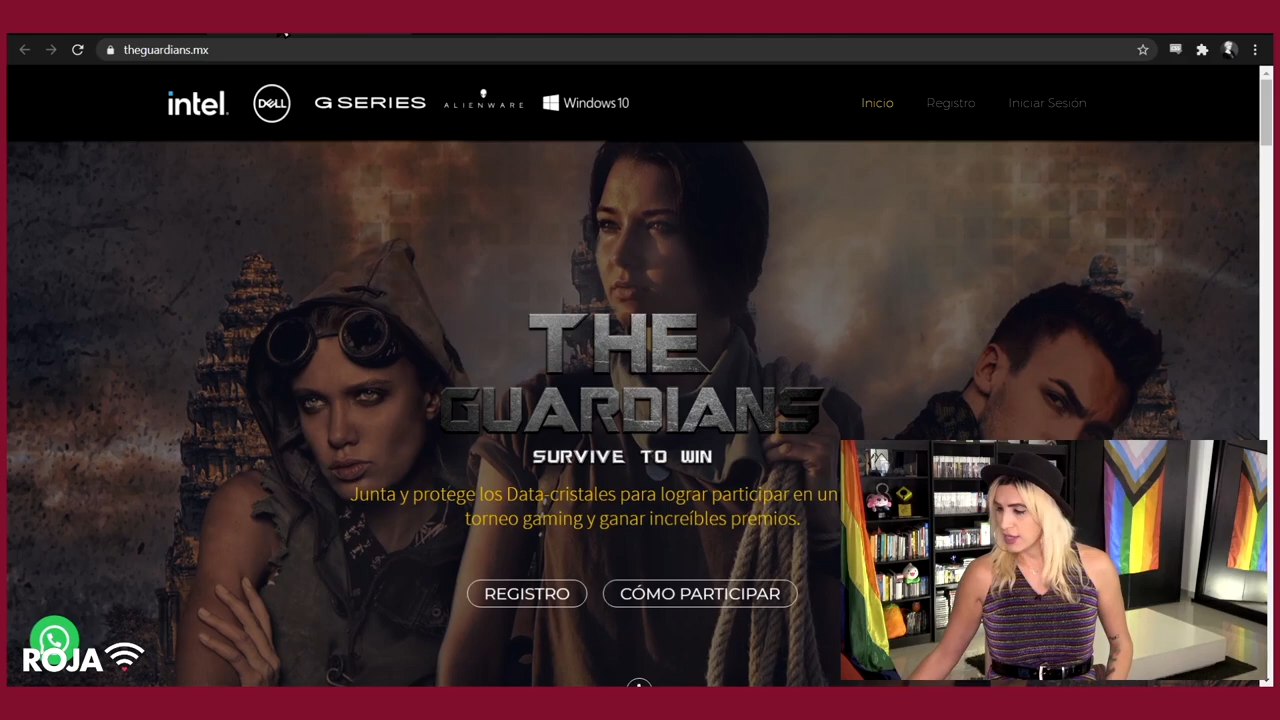 theguardians.mx
intel. DELL G SERIES ALIENWARE Windows 10 Inicio Registro Iniciar Sesión
THE
GUARDIANS
SURVIVE TO WIN
Junta y protege los Data-cristales para lograr participar en un
torneo gaming y ganar increíbles premios.
REGISTRO CÓMO PARTICIPAR
ROJA